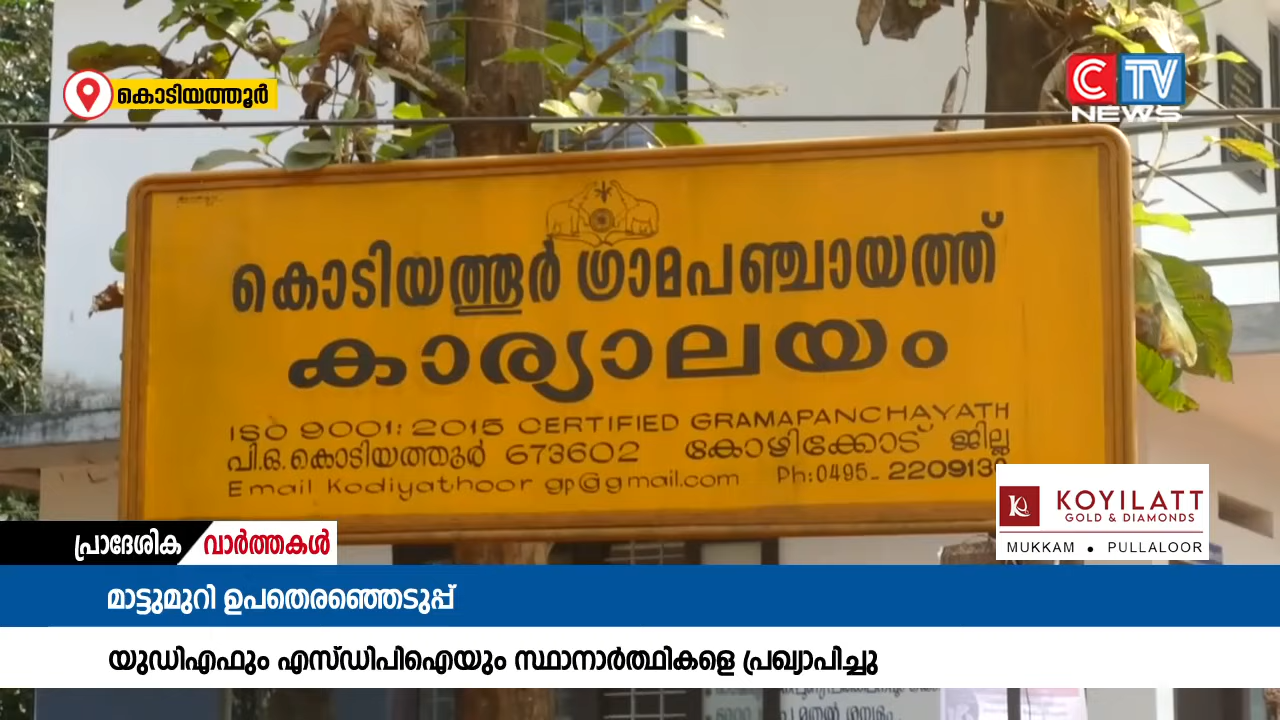 കൊടിയത്തൂർ
CTV
NEWS
കൊടിയത്തൂർ ഗ്രാമപഞ്ചായത്ത്
കാര്യാലയം
ISO 9001: 2015 CERTIFIED GRAMAPANCHAYATH
പി.ഒ. കൊടിയത്തൂർ 673602 കോഴിക്കോട് ജില്ല
Email Kodiyathoor gp@gmail.com Ph:0495- 220913
KOYILATT
GOLD & DIAMONDS
MUKKAM • PULLALOOR
പ്രാദേശിക വാർത്തകൾ
മാട്ടുമുറി ഉപതെരഞ്ഞെടുപ്പ്
യുഡിഎഫും എസ്ഡിപിഐയും സ്ഥാനാർത്ഥികളെ പ്രഖ്യാപിച്ചു